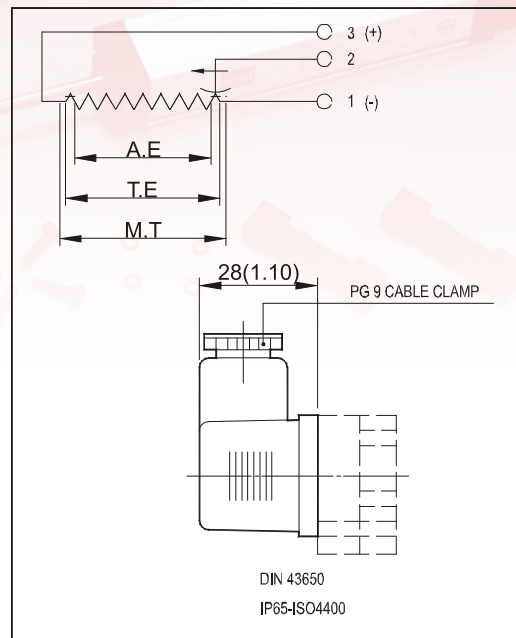 3 (+)
2
1 (-)
A.E
T.E
M.T
28(1.10)
PG 9 CABLE CLAMP
DIN 43650
IP65-ISO4400